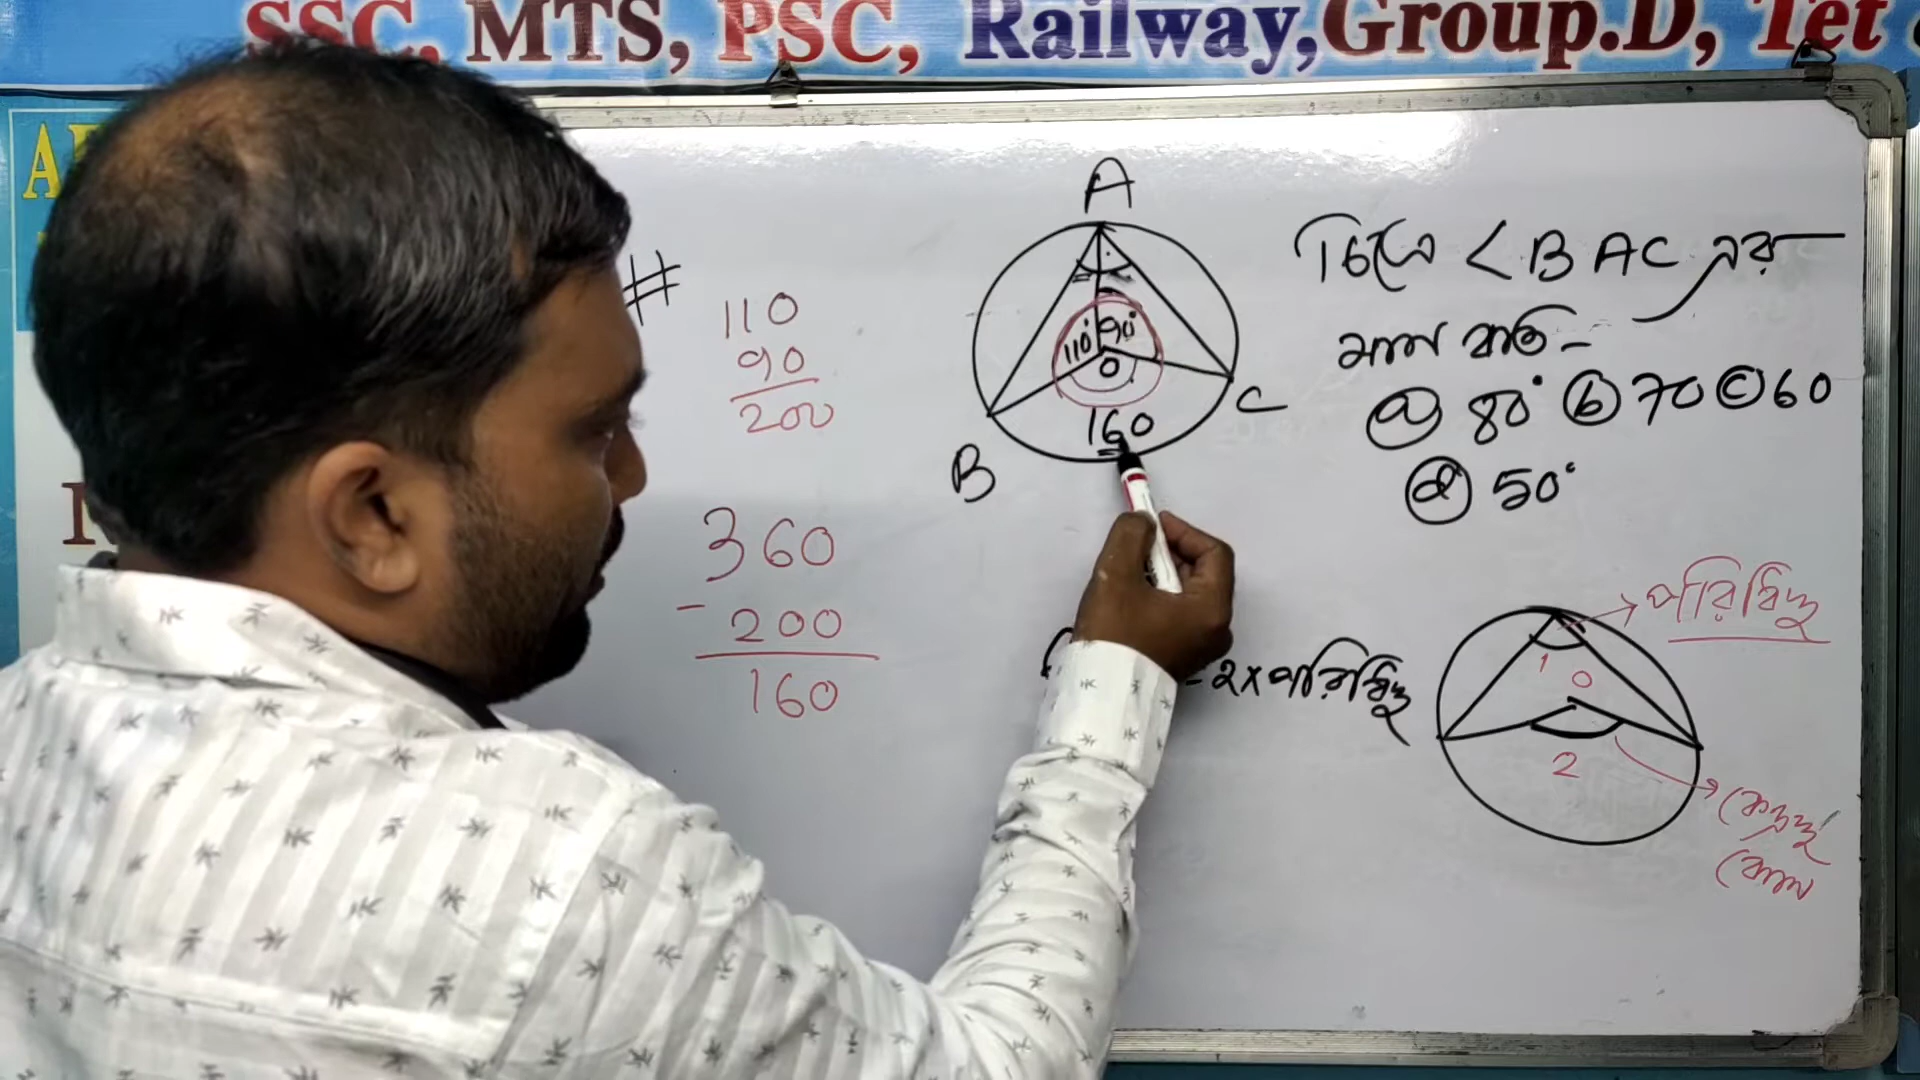 SSC, MTS, PSC, Railway, Group.D, Tet
#
110
90
200
360
- 200
160
A
110° 90°
O
160
B
C
চিত্রে < BAC এর
মান কত -
(a) 80° (b) 70 (c) 60
(d) 50°
পরিধিস্থ
1
O
2
কেন্দ্রস্থ
কোণ
= 2 x পরিধিস্থ